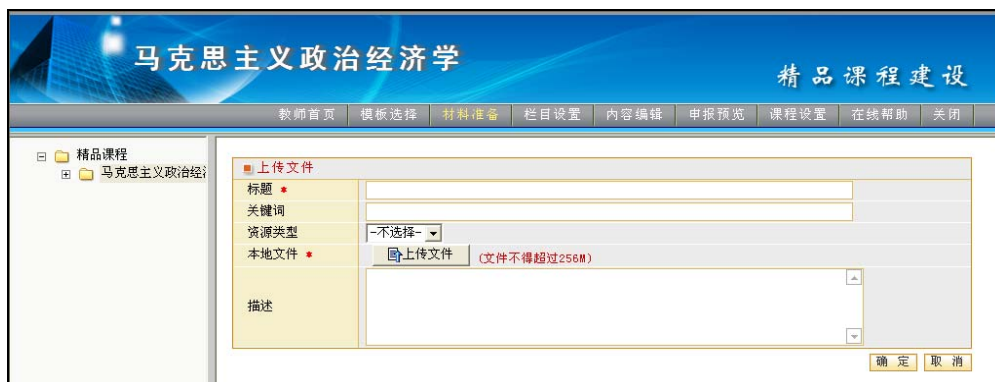 马克思主义政治经济学
精品课程建设
教师首页 模板选择 材料准备 栏目设置 内容编辑 申报预览 课程设置 在线帮助 关闭
精品课程
马克思主义政治经济
上传文件
标题 *
关键词
资源类型 -不选择-
本地文件 * 上传文件 (文件不得超过256M)
描述
确 定 取 消